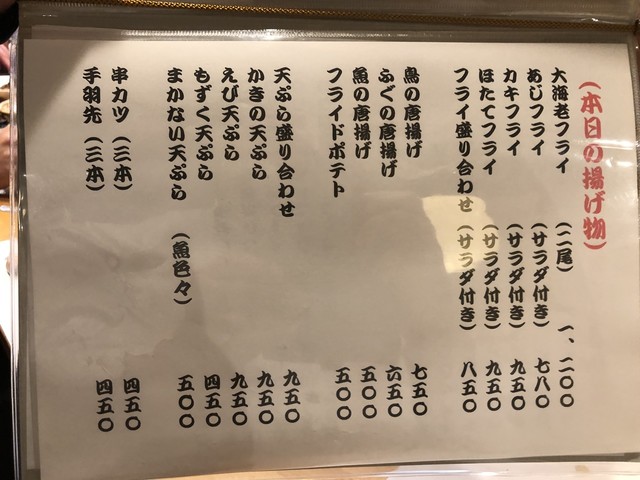 (本日の揚げ物)
大海老フライ (二尾) 一、二〇〇
あじフライ (サラダ付き) 七八〇
カキフライ (サラダ付き) 九五〇
ほたてフライ (サラダ付き) 九五〇
フライ盛り合わせ (サラダ付き) 八五〇
鳥の唐揚げ 七五〇
ふぐの唐揚げ 六五〇
魚の唐揚げ 五〇〇
フライドポテト 五〇〇
天ぷら盛り合わせ 九五〇
かきの天ぷら 九五〇
えび天ぷら 九五〇
もずく天ぷら 四五〇
まかない天ぷら (魚色々) 五〇〇
串カツ (三本) 四五〇
手羽先 (三本) 四五〇